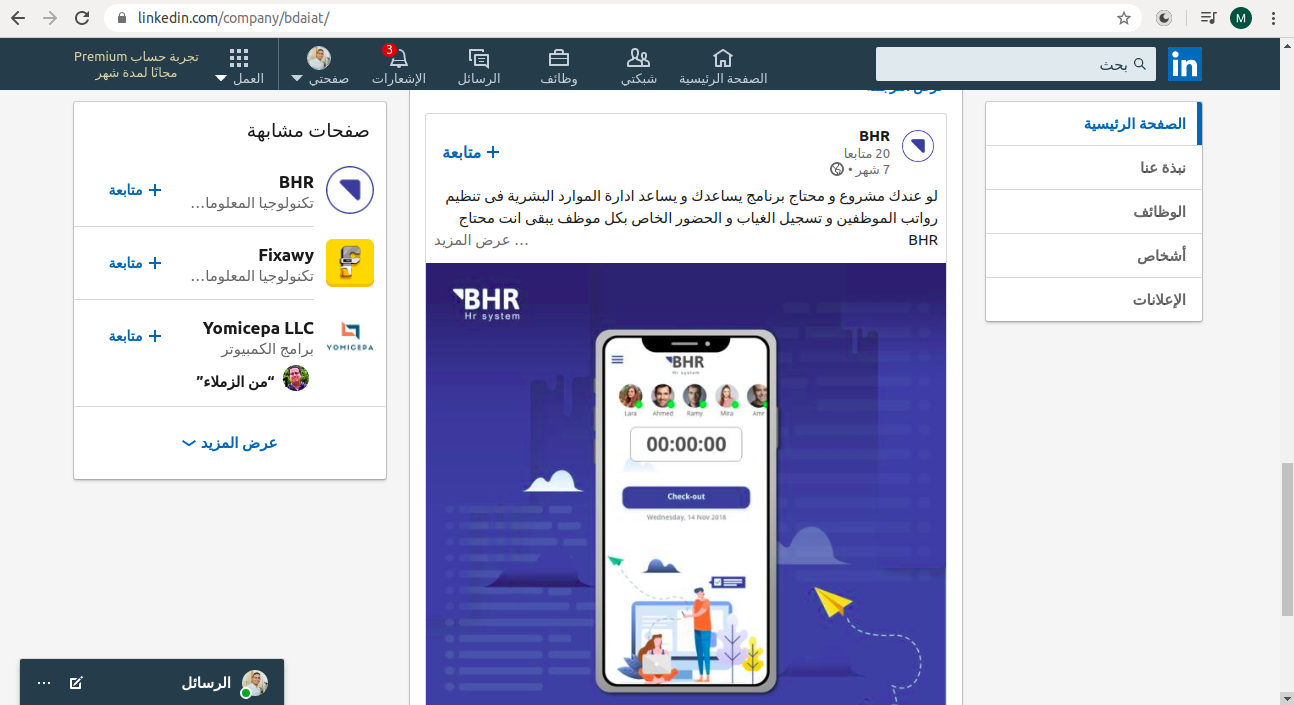 linkedin.com/company/bdaiat/
M
in
بحث
الصفحة الرئيسية
شبكتي
وظائف
الرسائل
3
الإشعارات
صفحتي
العمل
تجربة حساب Premium
مجانًا لمدة شهر
الصفحة الرئيسية
نبذة عنا
الوظائف
أشخاص
الإعلانات
BHR
20 متابعا
7 شهر •
متابعة
لو عندك مشروع و محتاج برنامج يساعدك و يساعد ادارة الموارد البشرية فى تنظيم
رواتب الموظفين و تسجيل الغياب و الحضور الخاص بكل موظف يبقى انت محتاج
BHR
... عرض المزيد
BHR
Hr system
BHR
Hr system
Lara Ahmed Ramy Mira Amr
00:00:00
Check-out
Wednesday, 14 Nov 2018
صفحات مشابهة
BHR
تكنولوجيا المعلوما...
متابعة
Fixawy
تكنولوجيا المعلوما...
متابعة
Yomicepa LLC
برامج الكمبيوتر
متابعة
YOMICEPA
“من الزملاء”
عرض المزيد
الرسائل